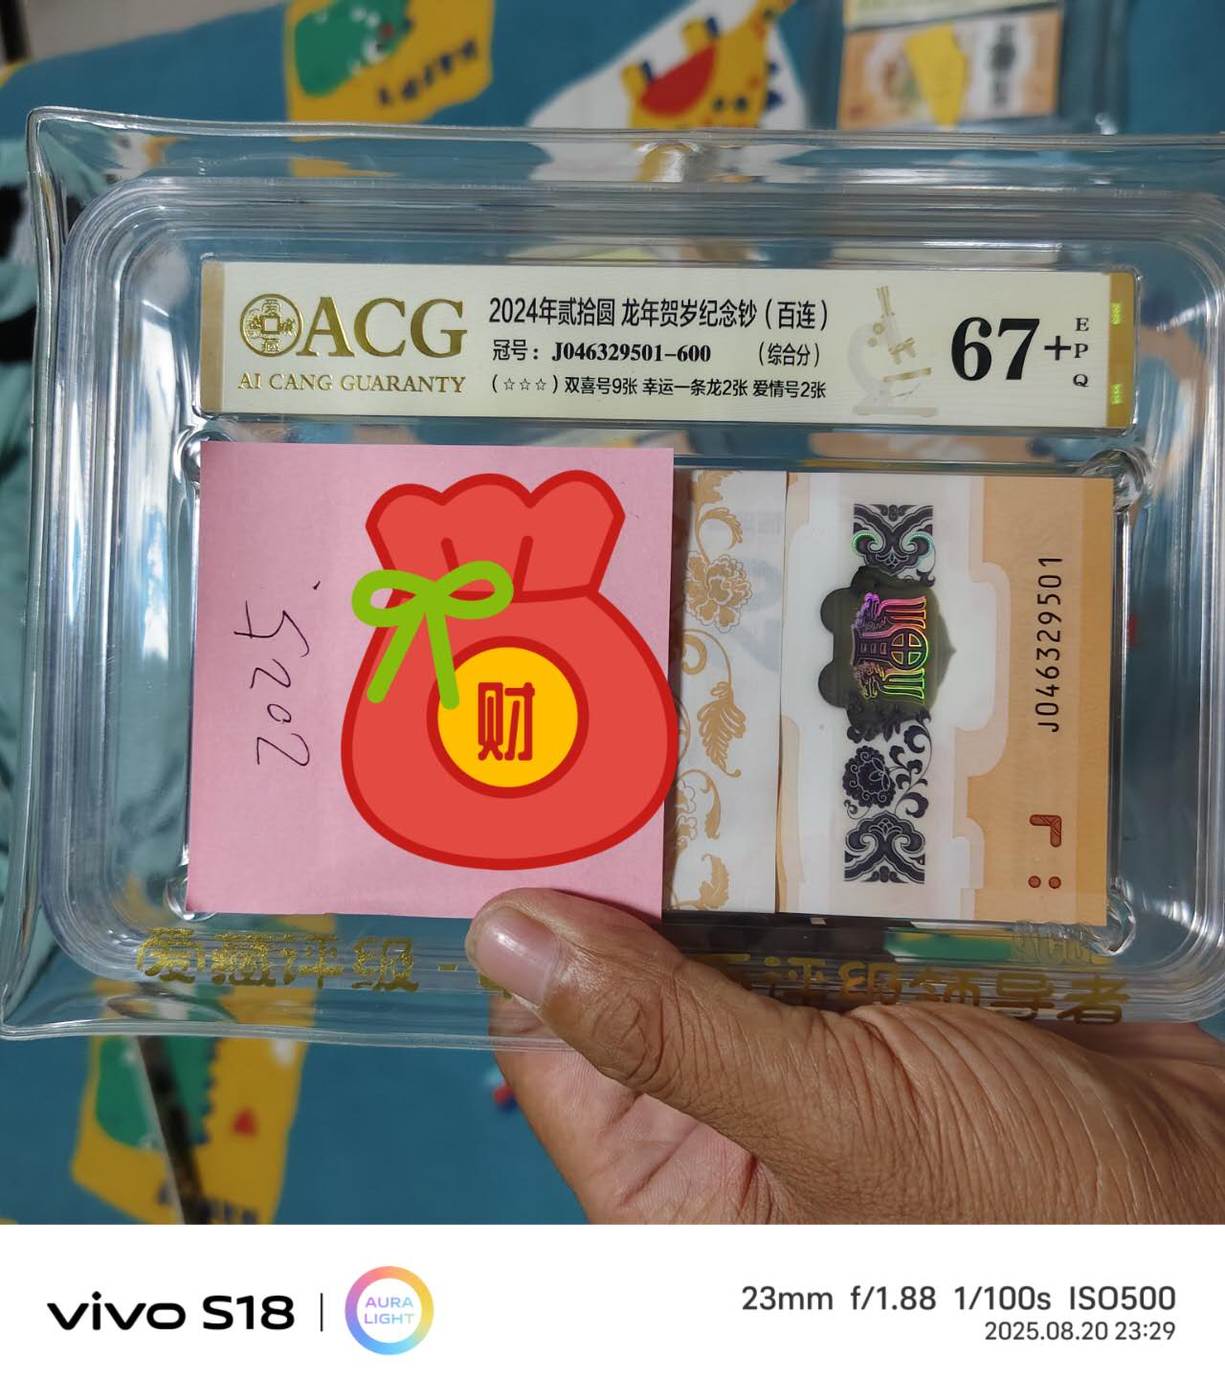 ACG
AI CANG GUARANTY
2024年贰拾圆 龙年贺岁纪念钞（百连）
冠号：J046329501-600 （综合分）
（☆☆☆）双喜号9张 幸运一条龙2张 爱情号2张
67+
EPQ
2025.
财
J046329501
爱藏评级 -
评级领导者
vivo S18
AURA LIGHT
23mm f/1.88 1/100s ISO500
2025.08.20 23:29